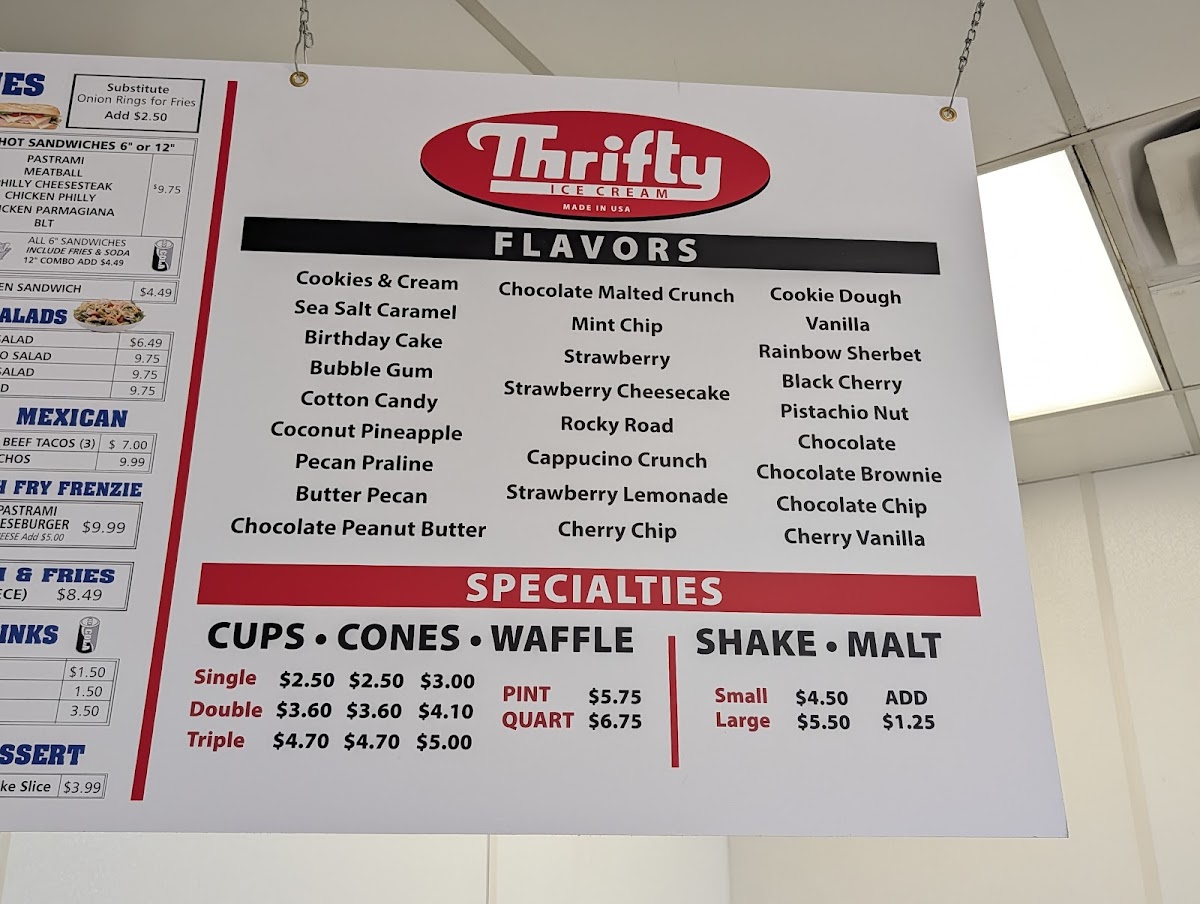 Substitute
Onion Rings for Fries
Add $2.50
HOT SANDWICHES 6" or 12"
PASTRAMI
MEATBALL
PHILLY CHEESESTEAK $9.75
CHICKEN PHILLY
CHICKEN PARMAGIANA
BLT
ALL 6" SANDWICHES
INCLUDE FRIES & SODA
12" COMBO ADD $4.49
SANDWICH $4.49
SALAD $6.49
SALAD 9.75
SALAD 9.75
9.75
MEXICAN
BEEF TACOS (3) $ 7.00
9.99
FRY FRENZIE
PASTRAMI
$9.99
Add $5.00
& FRIES
$8.49
$1.50
1.50
3.50
Slice $3.99
Thrifty
ICE CREAM
MADE IN USA
FLAVORS
Cookies & Cream
Sea Salt Caramel
Birthday Cake
Bubble Gum
Cotton Candy
Coconut Pineapple
Pecan Praline
Butter Pecan
Chocolate Peanut Butter
Chocolate Malted Crunch
Mint Chip
Strawberry
Strawberry Cheesecake
Rocky Road
Cappucino Crunch
Strawberry Lemonade
Cherry Chip
Cookie Dough
Vanilla
Rainbow Sherbet
Black Cherry
Pistachio Nut
Chocolate
Chocolate Brownie
Chocolate Chip
Cherry Vanilla
SPECIALTIES
CUPS • CONES • WAFFLE
Single $2.50 $2.50 $3.00
Double $3.60 $3.60 $4.10
Triple $4.70 $4.70 $5.00
PINT $5.75
QUART $6.75
SHAKE • MALT
Small $4.50 ADD
Large $5.50 $1.25